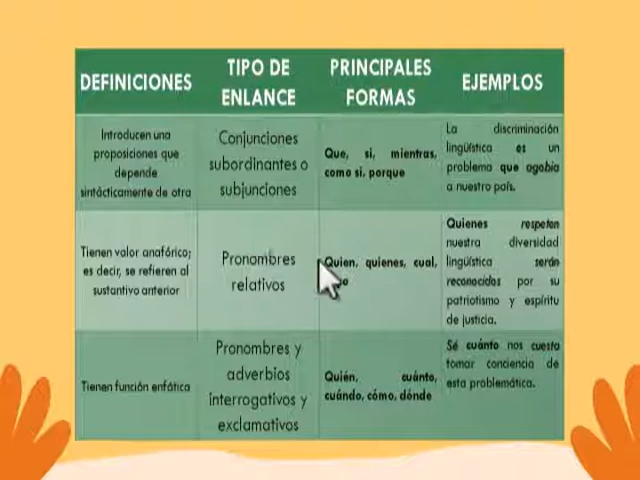 DEFINICIONES
TIPO DE
ENLANCE
PRINCIPALES
FORMAS
EJEMPLOS
Introducen una
proposiciones que
depende
sintácticamente de otra
Conjunciones
subordinantes o
subjunciones
Que, si, mientras,
como si, porque
La discriminación
lingüística es un
problema que agobia
a nuestro país.
Tienen valor anafórico;
es decir, se refieren al
sustantivo anterior
Pronombres
relativos
Quien, quienes, cual,
Quienes respeten
nuestra diversidad
lingüística serán
reconocidos por su
patriotismo y espíritu
de justicia.
Tienen función enfática
Pronombres y
adverbios
interrogativos y
exclamativos
Quién, cuánto,
cuándo, cómo, dónde
Sé cuánto nos cuesta
tomar conciencia de
esta problemática.